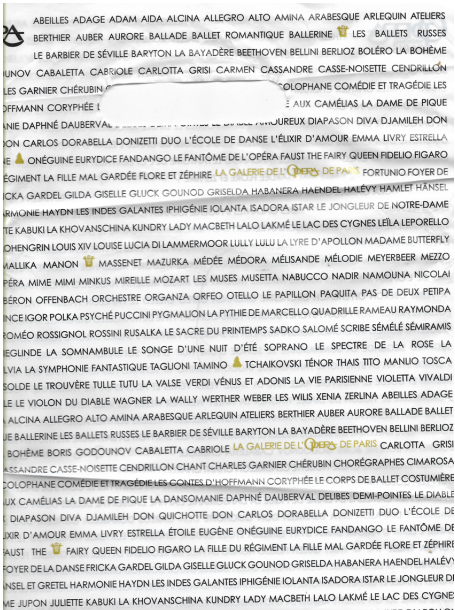 ABEILLES ADAGE ADAM AIDA ALCINA ALLEGRO ALTO AMINA ARABESQUE ARLEQUIN ATELIERS
BERTHIER AUBER AURORE BALLADE BALLET ROMANTIQUE BALLERINE LES BALLETS RUSSES
LE BARBIER DE SÉVILLE BARYTON LA BAYADÈRE BEETHOVEN BELLINI BERLIOZ BOLÉRO LA BOHÈME
OUNOV CABALETTA CABRIOLE CARLOTTA GRISI CARMEN CASSANDRE CASSE-NOISETTE CENDRILLON
LES GARNIER CHÉRUBIN COLOPHANE COMÉDIE ET TRAGÉDIE LES
OFFMANN CORYPHÉE AUX CAMÉLIAS LA DAME DE PIQUE
ANIE DAPHNÉ DAUBERVAL AMOUREUX DIAPASON DIVA DJAMILEH DON
DON CARLOS DORABELLA DONIZETTI DUO L'ÉCOLE DE DANSE L'ÉLIXIR D'AMOUR EMMA LIVRY ESTRELLA
NE ONÉGUINE EURYDICE FANDANGO LE FANTÔME DE L'OPÉRA FAUST THE FAIRY QUEEN FIDELIO FIGARO
RÉGIMENT LA FILLE MAL GARDÉE FLORE ET ZÉPHIRE LA GALERIE DE L'OPÉRA DE PARIS FORTUNIO FOYER DE
ICKA GARDEL GILDA GISELLE GLUCK GOUNOD GRISELDA HABANERA HAENDEL HALÉVY HAMLET HÄNSEL
ARMONIE HAYDN LES INDES GALANTES IPHIGÉNIE IOLANTA ISADORA ISTAR LE JONGLEUR DE NOTRE-DAME
TTE KABUKI LA KHOVANSCHINA KUNDRY LADY MACBETH LALO LAKMÉ LE LAC DES CYGNES LEÏLA LEPORELLO
OHENGRIN LOUIS XIV LOUISE LUCIA DI LAMMERMOOR LULLY LULU LA LYRE D'APOLLON MADAME BUTTERFLY
MALLIKA MANON MASSENET MAZURKA MÉDÉE MÉDORA MÉLISANDE MÉLODIE MEYERBEER MEZZO
OPÉRA MIME MIMI MINKUS MIREILLE MOZART LES MUSES MUSETTA NABUCCO NADIR NAMOUNA NICOLAI
BÉRON OFFENBACH ORCHESTRE ORGANZA ORFEO OTELLO LE PAPILLON PAQUITA PAS DE DEUX PETIPA
INCE IGOR POLKA PSYCHÉ PUCCINI PYGMALION LA PYTHIE DE MARCELLO QUADRILLE RAMEAU RAYMONDA
ROMÉO ROSSIGNOL ROSSINI RUSALKA LE SACRE DU PRINTEMPS SADKO SALOMÉ SCRIBE SÉMÉLÉ SÉMIRAMIS
IEGLINDE LA SOMNAMBULE LE SONGE D'UNE NUIT D'ÉTÉ SOPRANO LE SPECTRE DE LA ROSE LA
LVIA LA SYMPHONIE FANTASTIQUE TAGLIONI TAMINO TCHAIKOVSKI TÉNOR THAIS TITO MANLIO TOSCA
SOLDE LE TROUVÈRE TULLE TUTU LA VALSE VERDI VÉNUS ET ADONIS LA VIE PARISIENNE VIOLETTA VIVALDI
LE LE VIOLON DU DIABLE WAGNER LA WALLY WERTHER WEBER LES WILIS XENIA ZERLINA ABEILLES ADAGE
ALCINA ALLEGRO ALTO AMINA ARABESQUE ARLEQUIN ATELIERS BERTHIER AUBER AURORE BALLADE BALLET
UE BALLERINE LES BALLETS RUSSES LE BARBIER DE SÉVILLE BARYTON LA BAYADÈRE BEETHOVEN BELLINI BERLIOZ
BOHÈME BORIS GODOUNOV CABALETTA CABRIOLE LA GALERIE DE L'OPÉRA DE PARIS CARLOTTA GRISI
ASSANDRE CASSE-NOISETTE CENDRILLON CHANT CHARLES GARNIER CHÉRUBIN CHORÉGRAPHES CIMAROSA
COLOPHANE COMÉDIE ET TRAGÉDIE LES CONTES D'HOFFMANN CORYPHÉE LE CORPS DE BALLET COSTUMIÈRE
UX CAMÉLIAS LA DAME DE PIQUE LA DANSOMANIE DAPHNÉ DAUBERVAL DELIBES DEMI-POINTES LE DIABLE
DIAPASON DIVA DJAMILEH DON QUICHOTTE DON CARLOS DORABELLA DONIZETTI DUO L'ÉCOLE DE
LIXIR D'AMOUR EMMA LIVRY ESTRELLA ÉTOILE EUGÈNE ONÉGUINE EURYDICE FANDANGO LE FANTÔME DE
FAUST THE FAIRY QUEEN FIDELIO FIGARO LA FILLE DU RÉGIMENT LA FILLE MAL GARDÉE FLORE ET ZÉPHIRE
FOYER DE LA DANSE FRICKA GARDEL GILDA GISELLE GLUCK GOUNOD GRISELDA HABANERA HAENDEL HALÉVY
NSEL ET GRETEL HARMONIE HAYDN LES INDES GALANTES IPHIGÉNIE IOLANTA ISADORA ISTAR LE JONGLEUR DE
ME JUPON JULIETTE KABUKI LA KHOVANSCHINA KUNDRY LADY MACBETH LALO LAKMÉ LE LAC DES CYGNES